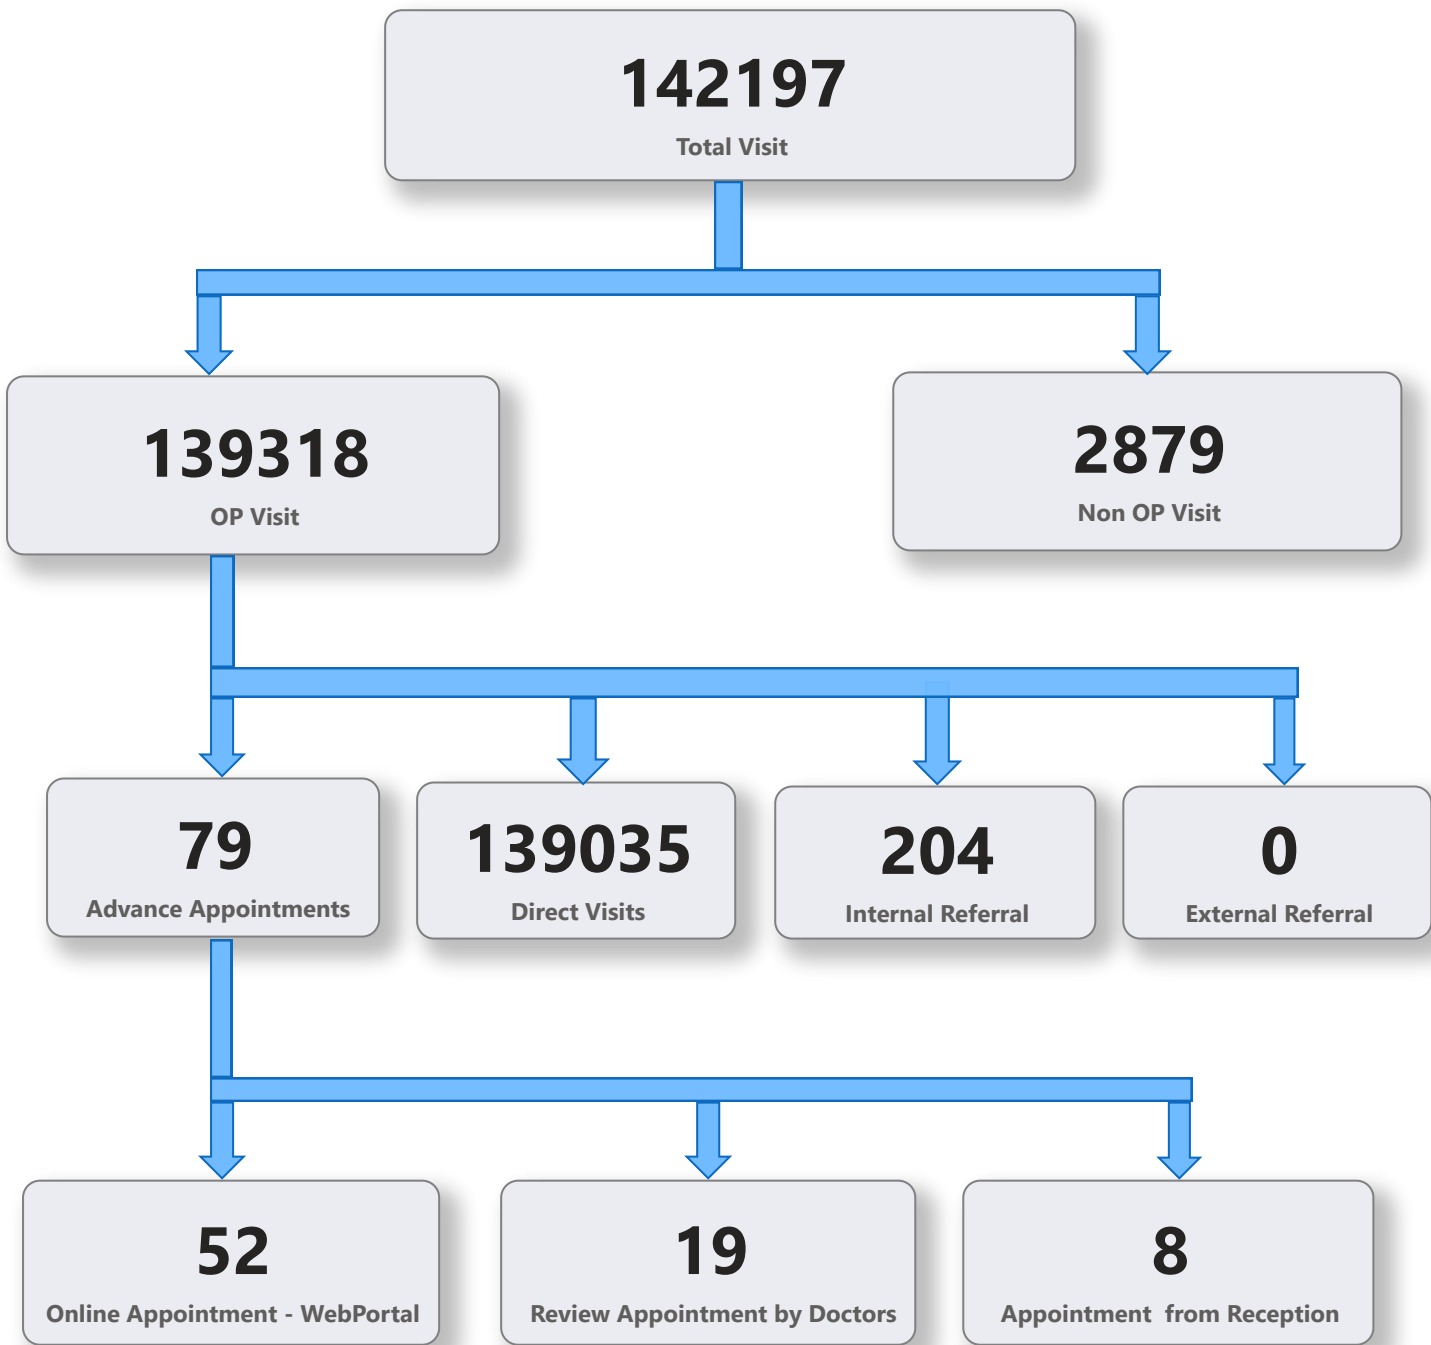 142197
Total Visit
139318
OP Visit
2879
Non OP Visit
79
Advance Appointments
139035
Direct Visits
204
Internal Referral
0
External Referral
52
Online Appointment - WebPortal
19
Review Appointment by Doctors
8
Appointment  from Reception